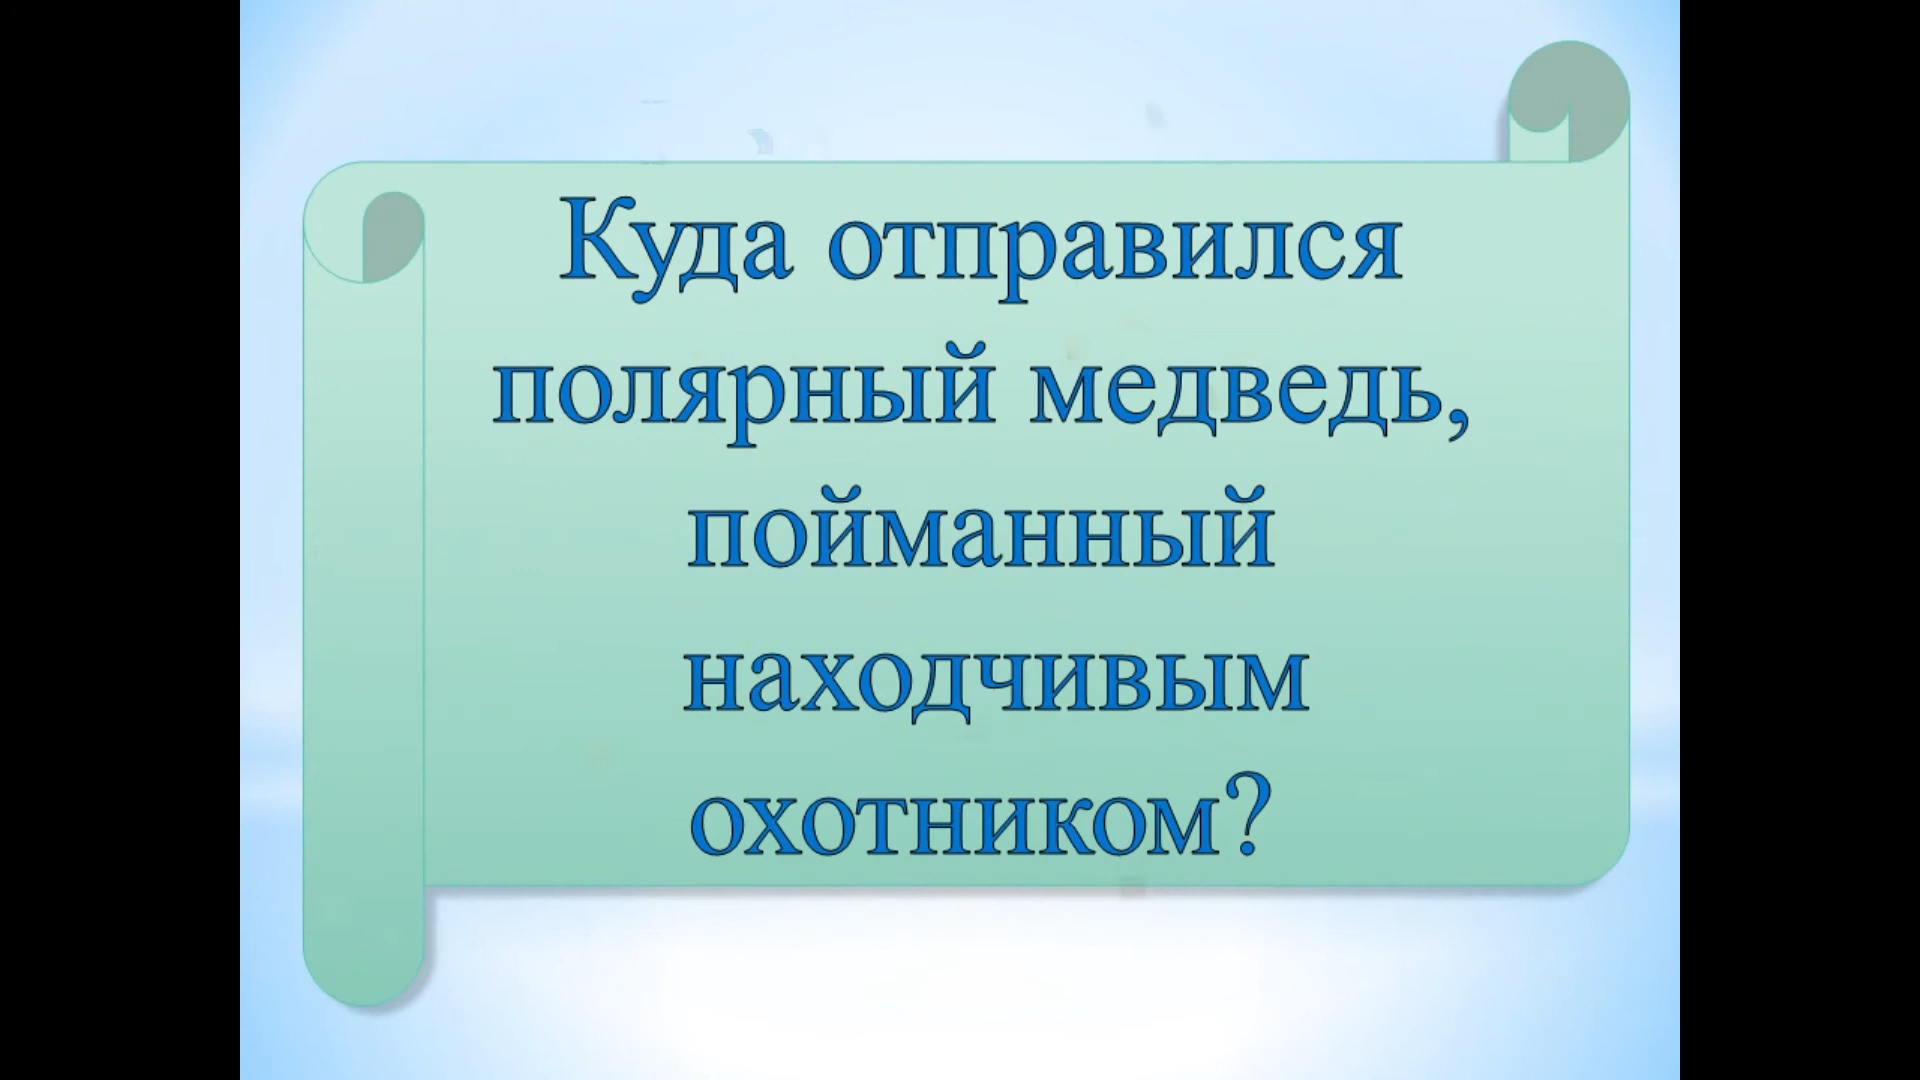 Куда отправился
полярный медведь,
пойманный
находчивым
охотником?